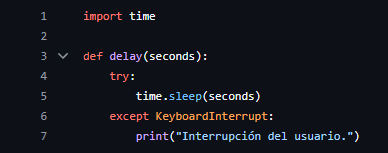 1 import time
2
3 def delay(seconds):
4     try:
5         time.sleep(seconds)
6     except KeyboardInterrupt:
7         print("Interrupción del usuario.")